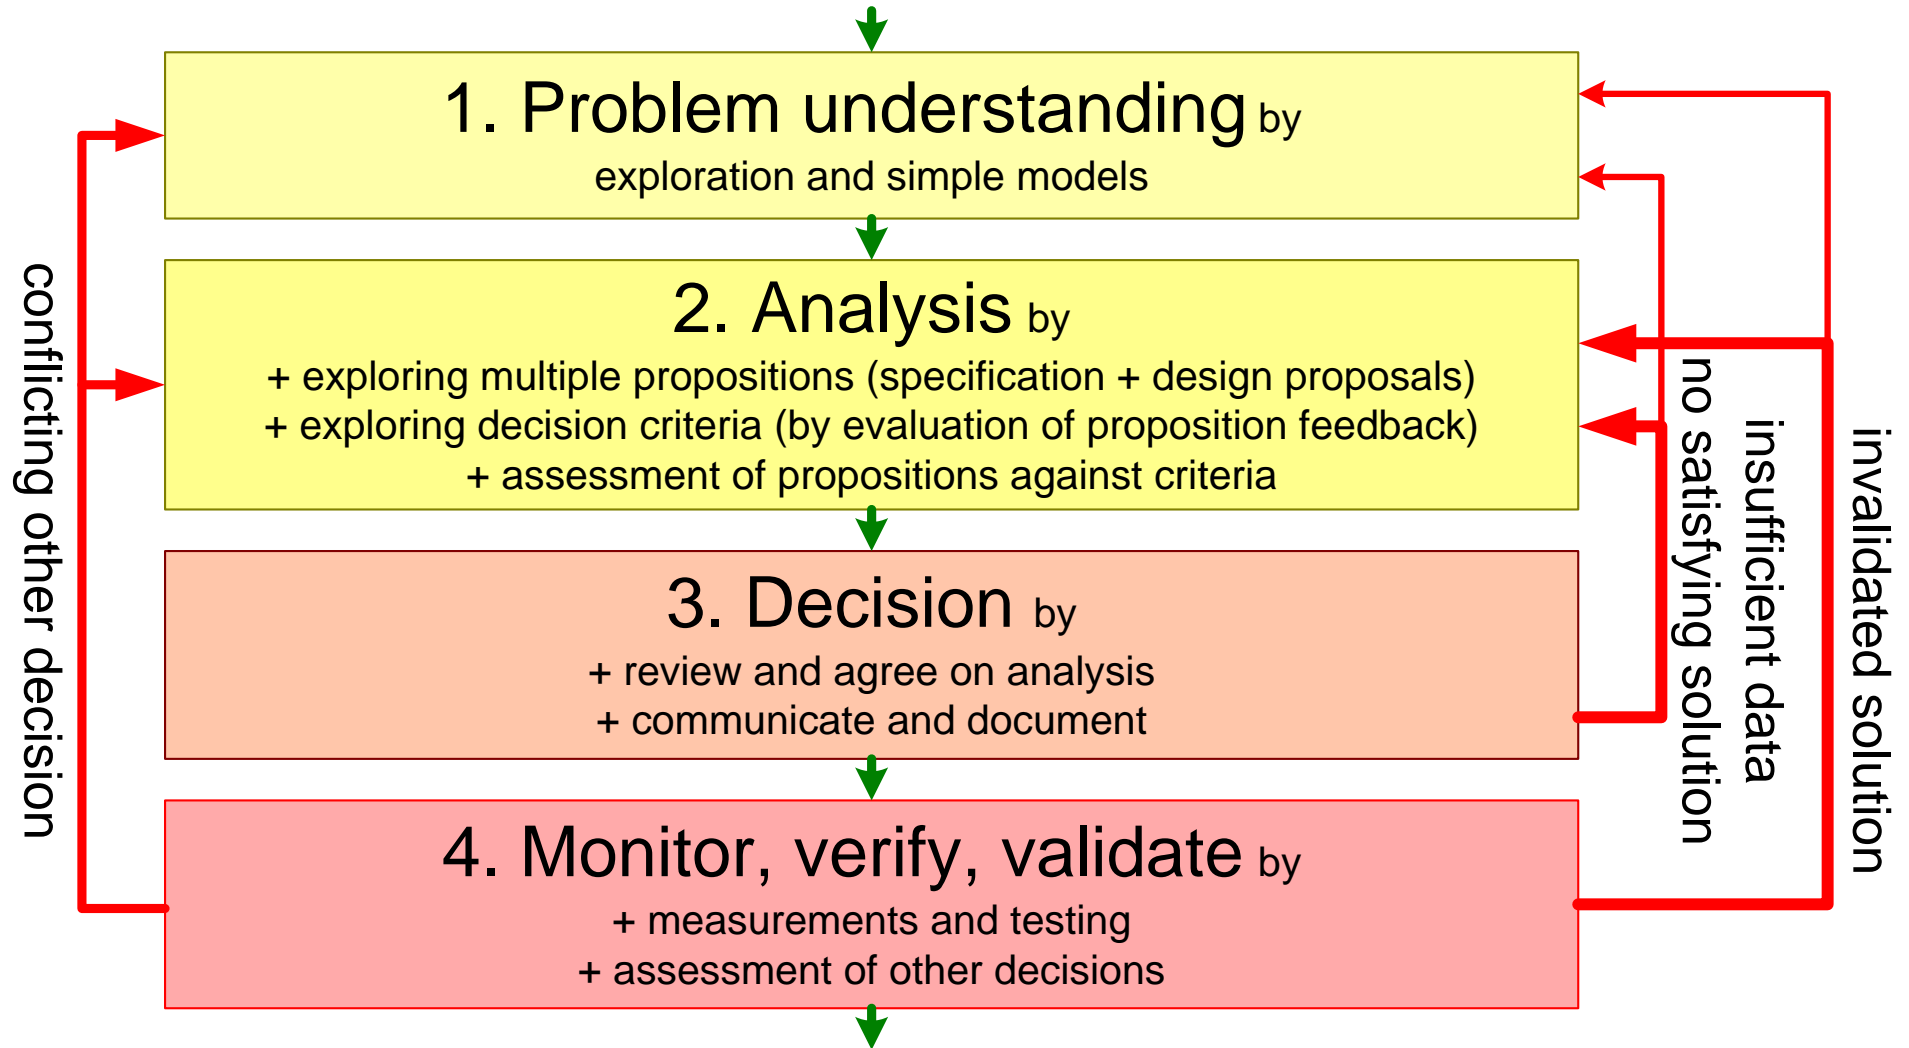 1. Problem understanding by
exploration and simple models
2. Analysis by
+ exploring multiple propositions (specification + design proposals)
+ exploring decision criteria (by evaluation of proposition feedback)
+ assessment of propositions against criteria
3. Decision by
+ review and agree on analysis
+ communicate and document
4. Monitor, verify, validate by
+ measurements and testing
+ assessment of other decisions
conflicting other decision
insufficient data
no satisfying solution
invalidated solution